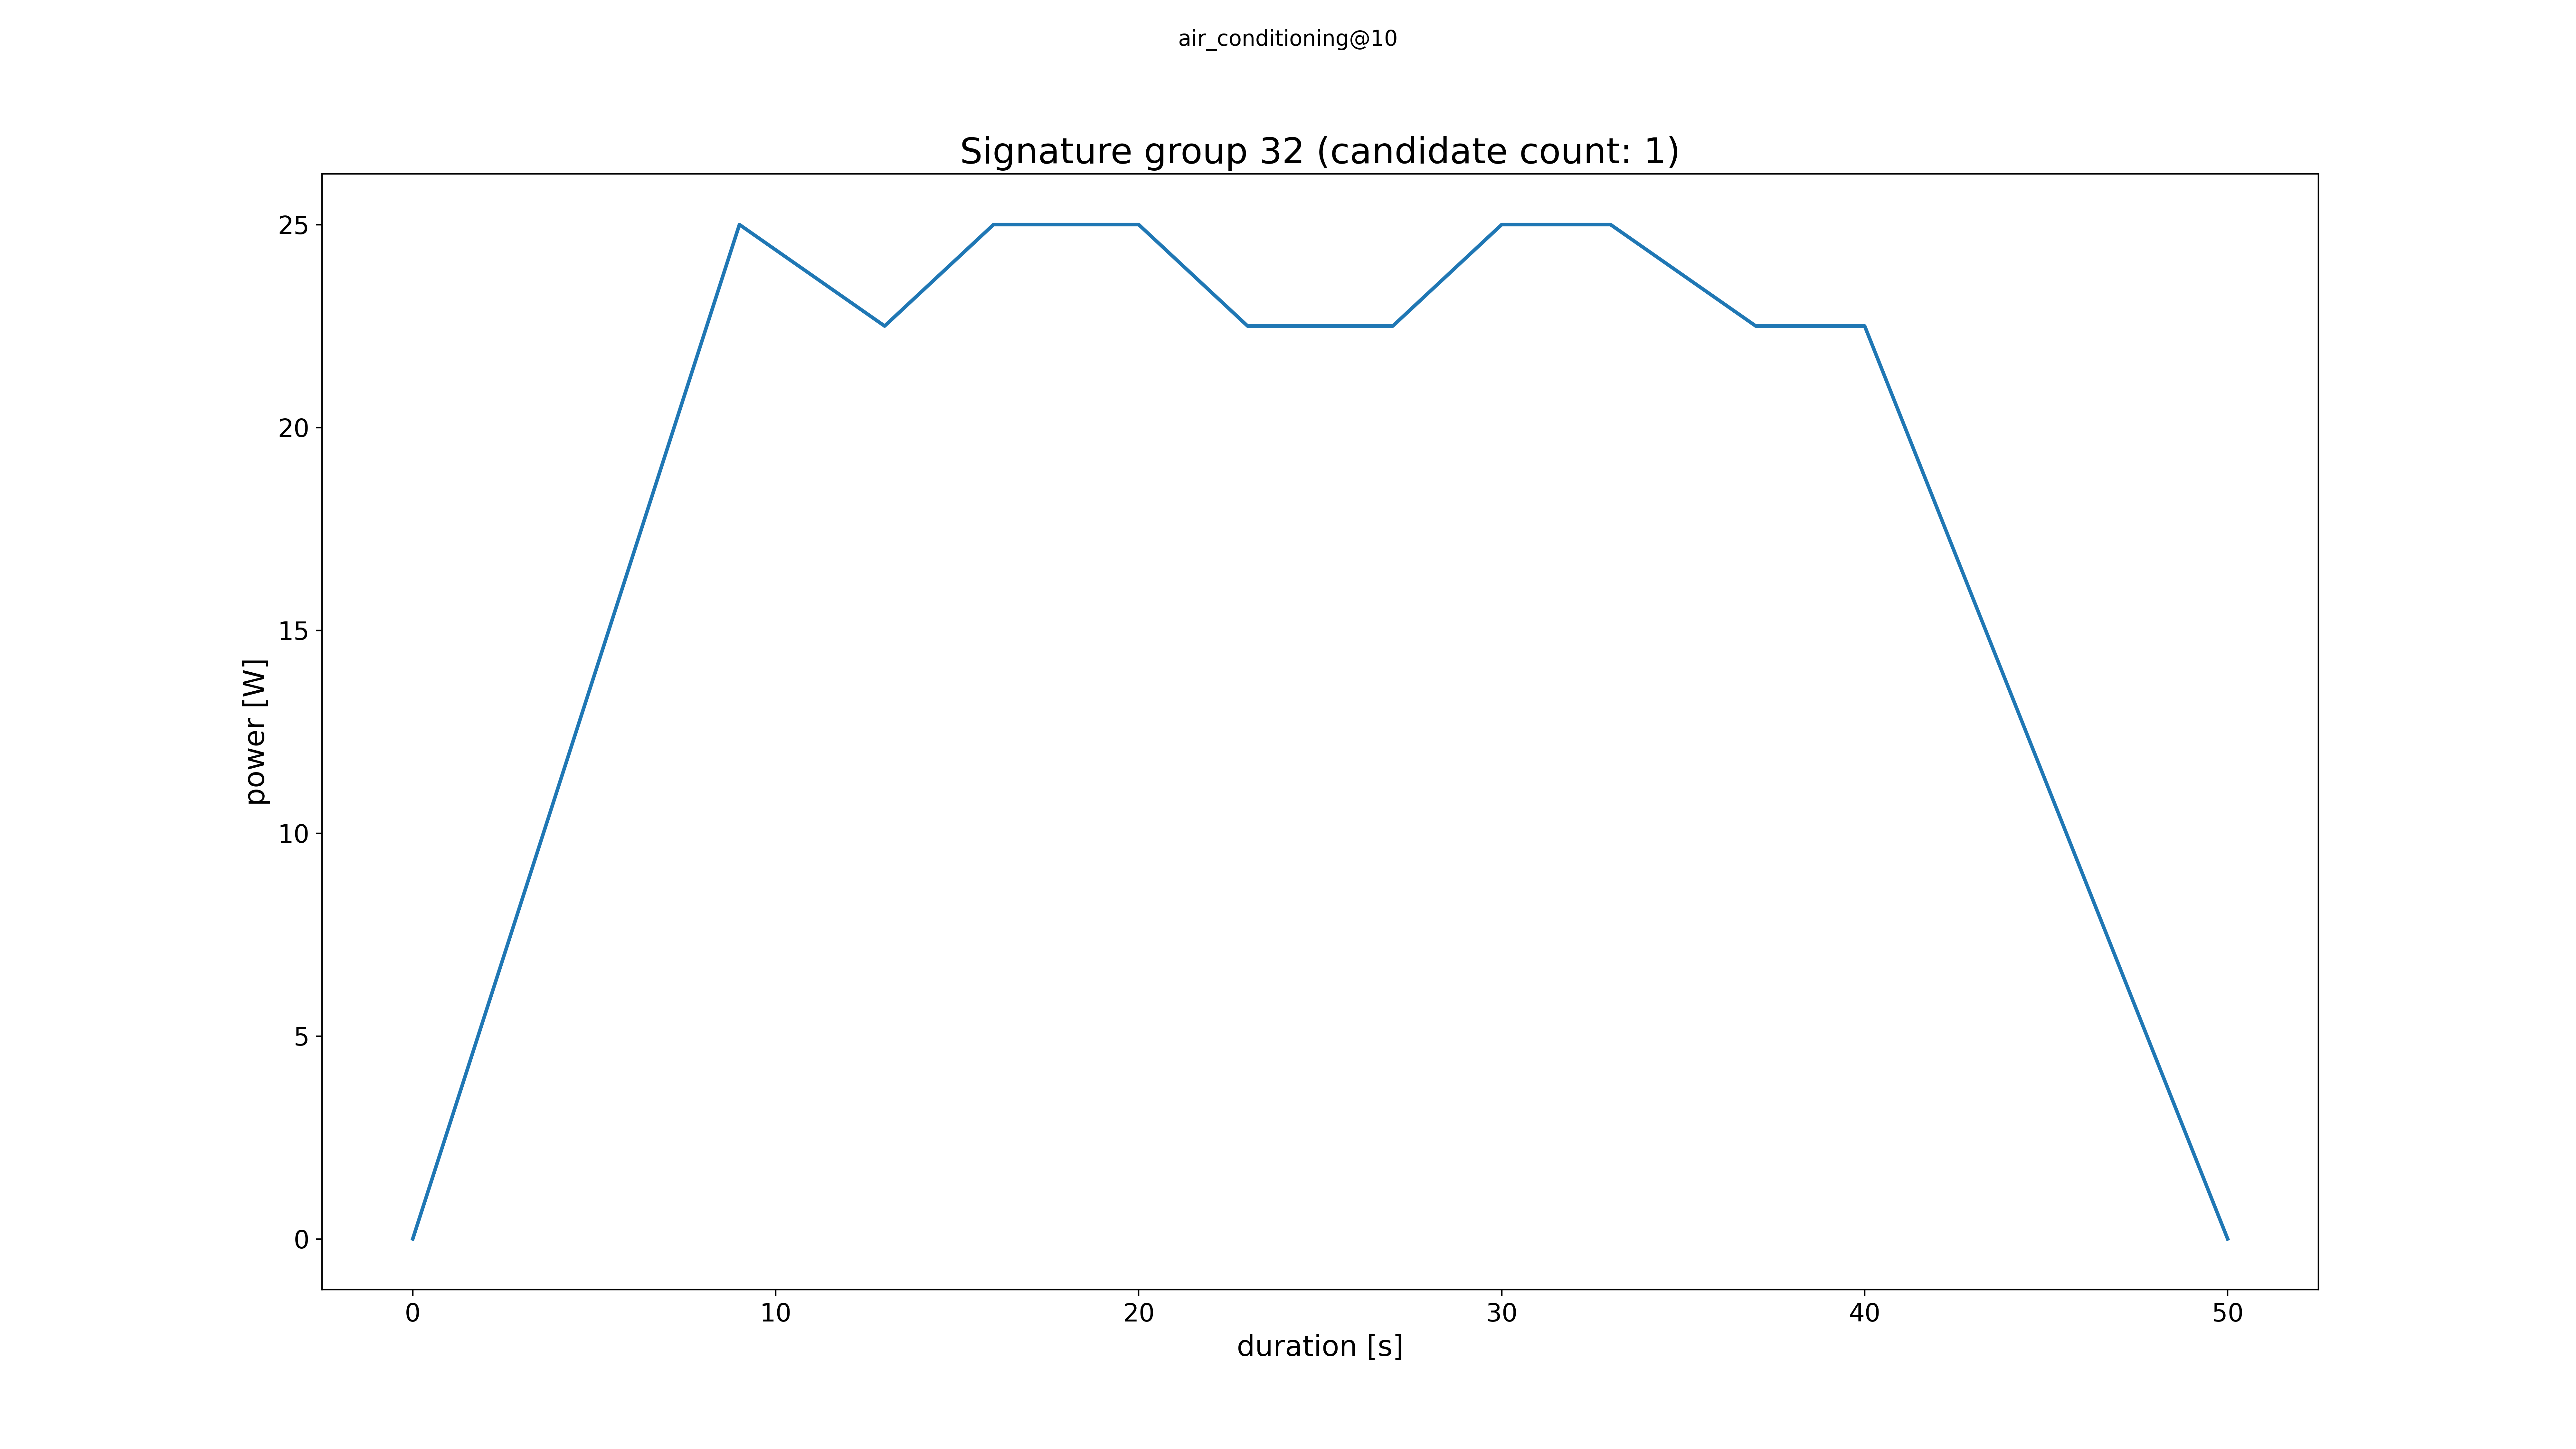 air_conditioning@10
Signature group 32 (candidate count: 1)
25
20
15
10
5
0
power [W]
0 10 20 30 40 50
duration [s]